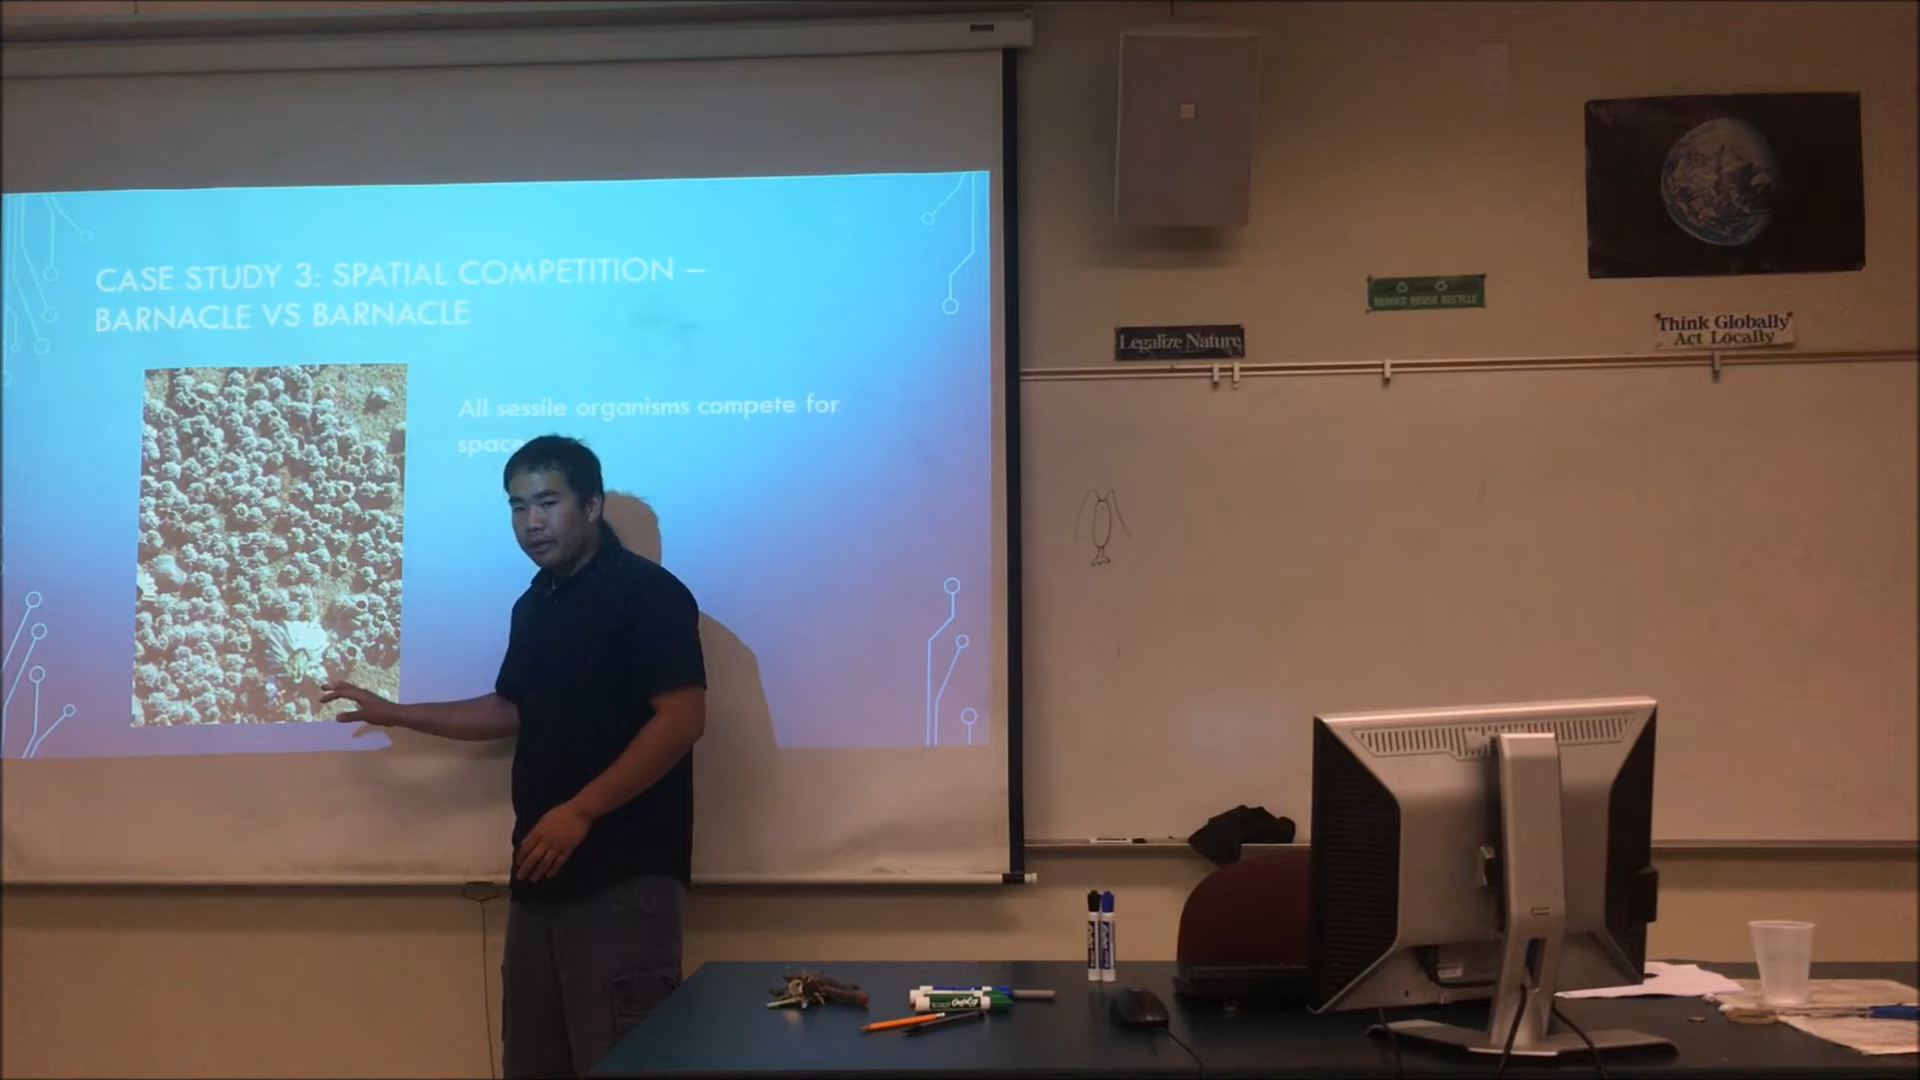 CASE STUDY 3: SPATIAL COMPETITION –
BARNACLE VS BARNACLE
All sessile organisms compete for
space
Legalize Nature
REDUCE REUSE RECYCLE
Think Globally
Act Locally